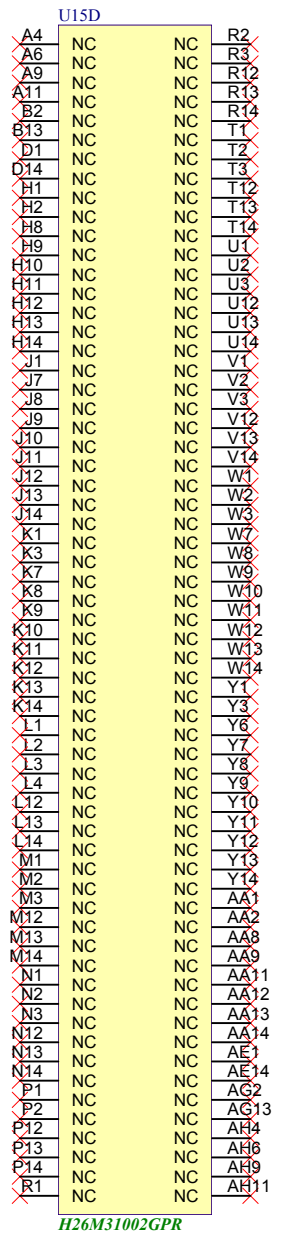 U15D
A4 NC NC R2
A6 NC NC R3
A9 NC NC R12
A11 NC NC R13
B2 NC NC R14
B13 NC NC T1
D1 NC NC T2
D14 NC NC T3
H1 NC NC T12
H2 NC NC T13
H8 NC NC T14
H9 NC NC U1
H10 NC NC U2
H11 NC NC U3
H12 NC NC U12
H13 NC NC U13
H14 NC NC U14
J1 NC NC V1
J7 NC NC V2
J8 NC NC V3
J9 NC NC V12
J10 NC NC V13
J11 NC NC V14
J12 NC NC W1
J13 NC NC W2
J14 NC NC W3
K1 NC NC W7
K3 NC NC W8
K7 NC NC W9
K8 NC NC W10
K9 NC NC W11
K10 NC NC W12
K11 NC NC W13
K12 NC NC W14
K13 NC NC Y1
K14 NC NC Y3
L1 NC NC Y6
L2 NC NC Y7
L3 NC NC Y8
L4 NC NC Y9
L12 NC NC Y10
L13 NC NC Y11
L14 NC NC Y12
M1 NC NC Y13
M2 NC NC Y14
M3 NC NC AA1
M12 NC NC AA2
M13 NC NC AA8
M14 NC NC AA9
N1 NC NC AA11
N2 NC NC AA12
N3 NC NC AA13
N12 NC NC AA14
N13 NC NC AE1
N14 NC NC AE14
P1 NC NC AG2
P2 NC NC AG13
P12 NC NC AH4
P13 NC NC AH6
P14 NC NC AH9
R1 NC NC AH11
H26M31002GPR